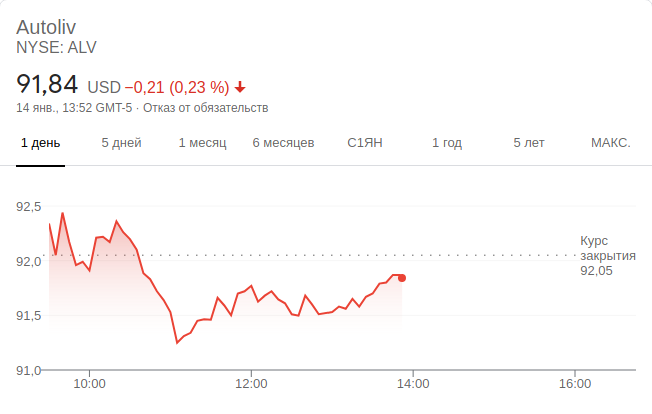 Autoliv
NYSE: ALV
91,84 USD −0,21 (0,23 %)
14 янв., 13:52 GMT-5 · Отказ от обязательств
1 день 5 дней 1 месяц 6 месяцев С1ЯН 1 год 5 лет МАКС.
92,5
92,0
91,5
91,0
Курс
закрытия
92,05
10:00 12:00 14:00 16:00